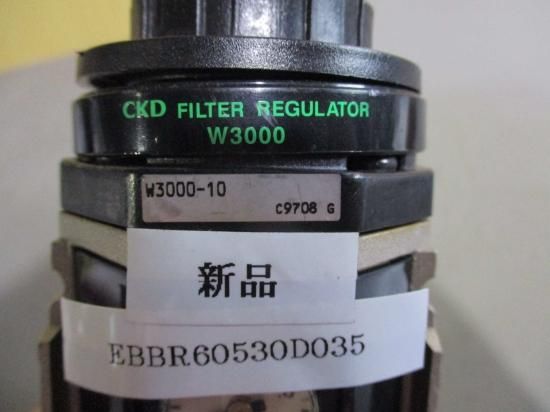 CKD FILTER REGULATOR
W3000
W3000-10
C9708 G
新品
EBBR60530D035